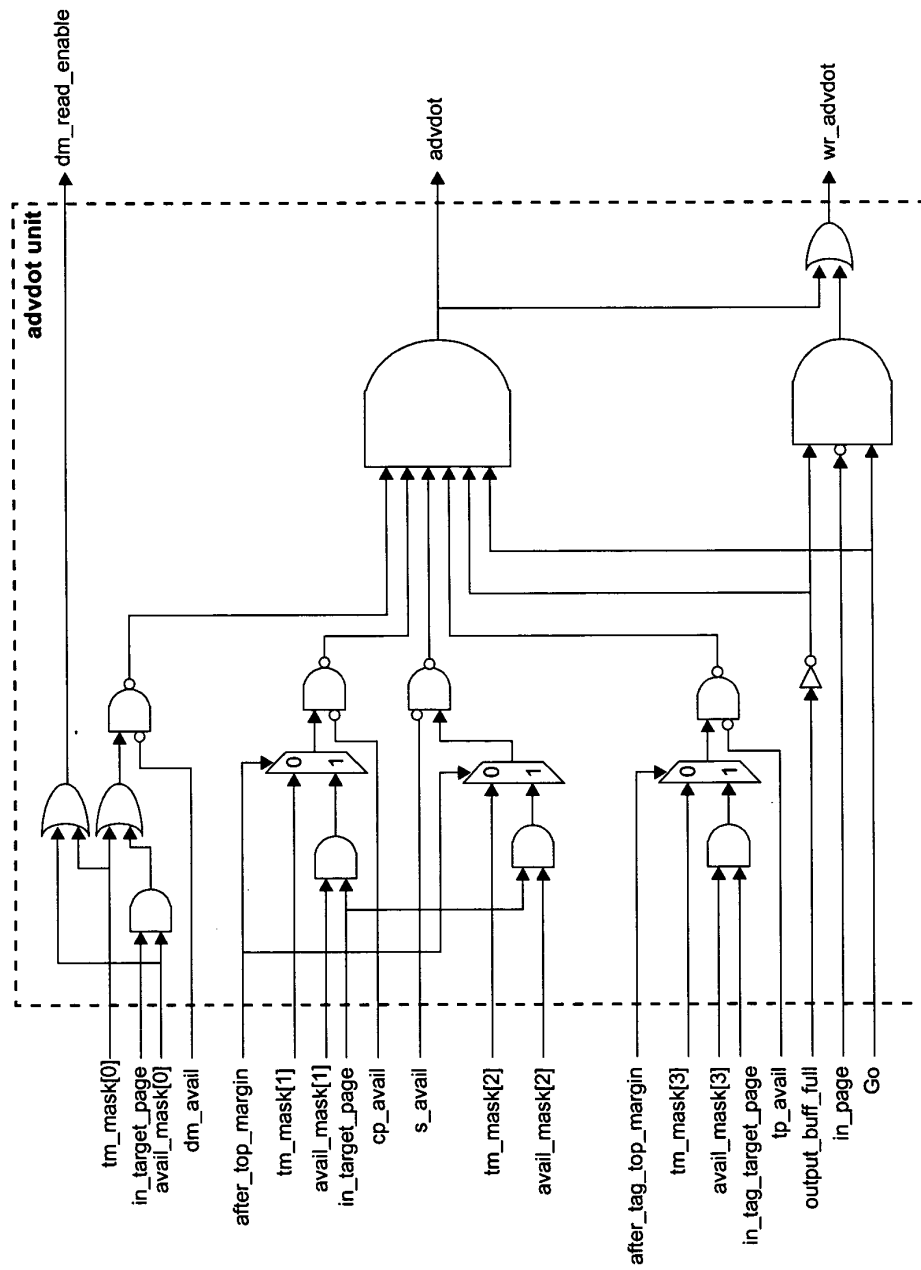 advdot unit
dm_read_enable
advdot
wr_advdot
tm_mask[0]
in_target_page
avail_mask[0]
dm_avail
after_top_margin
tm_mask[1]
avail_mask[1]
in_target_page
cp_avail
s_avail
tm_mask[2]
avail_mask[2]
after_tag_top_margin
tm_mask[3]
avail_mask[3]
in_tag_target_page
tp_avail
output_buff_full
in_page
Go
0
1
0
1
0
1